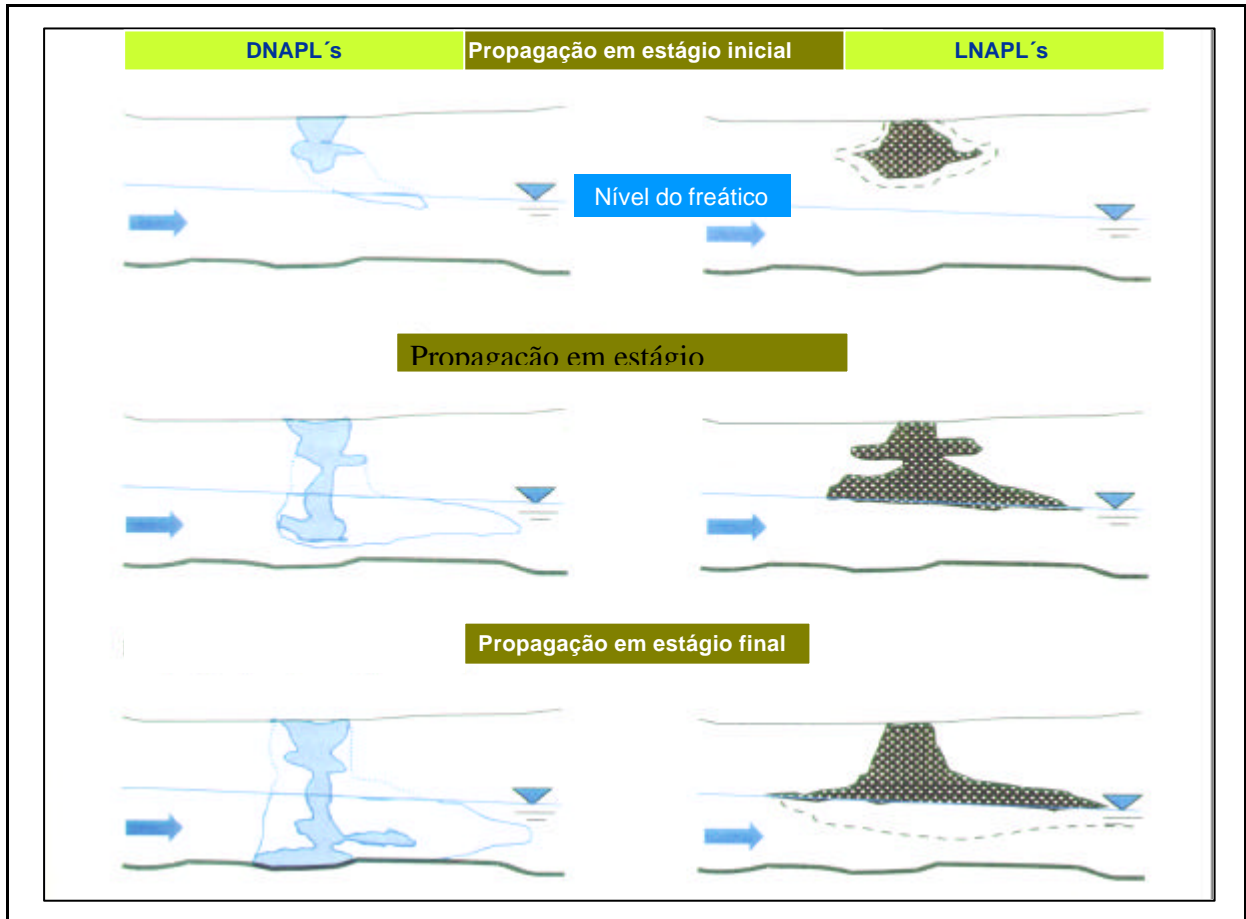 DNAPL´s
Propagação em estágio inicial
LNAPL´s
Nível do freático
Propagação em estágio
Propagação em estágio final